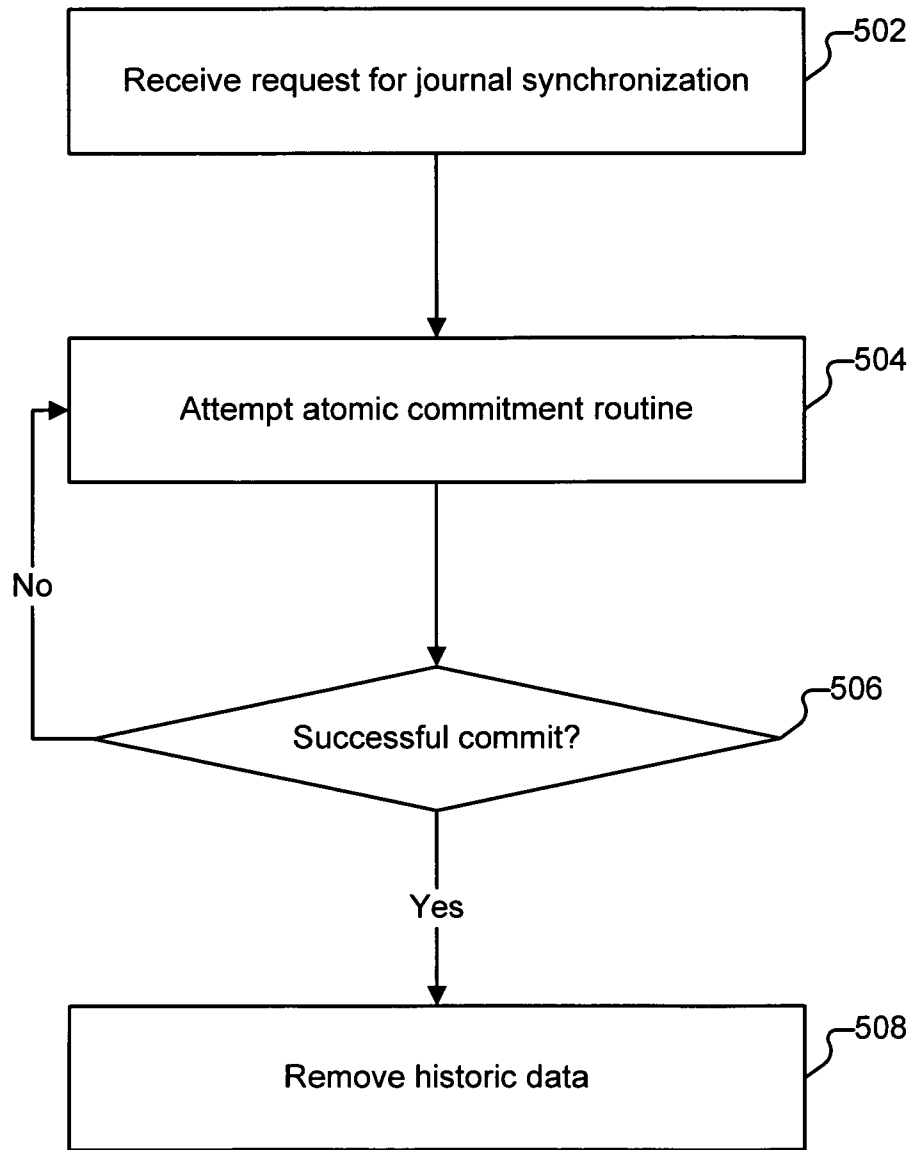 502
Receive request for journal synchronization
504
Attempt atomic commitment routine
No
506
Successful commit?
Yes
508
Remove historic data